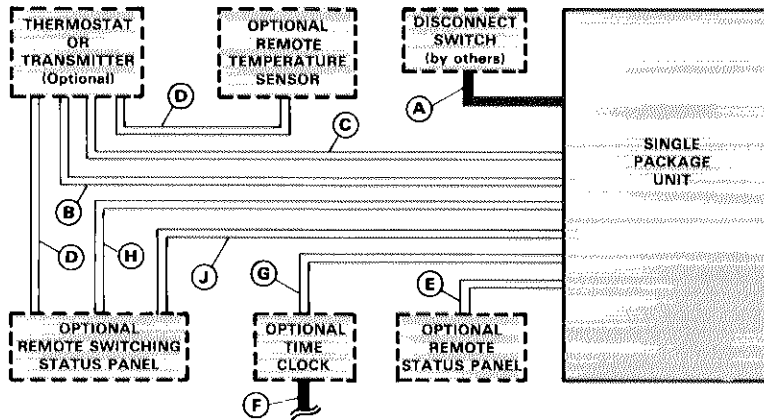 THERMOSTAT
OR
TRANSMITTER
(Optional)
OPTIONAL
REMOTE
TEMPERATURE
SENSOR
DISCONNECT
SWITCH
(by others)
A
D
C
SINGLE
PACKAGE
UNIT
B
D
H
J
G
E
OPTIONAL
REMOTE SWITCHING
STATUS PANEL
OPTIONAL
TIME
CLOCK
OPTIONAL
REMOTE
STATUS PANEL
F